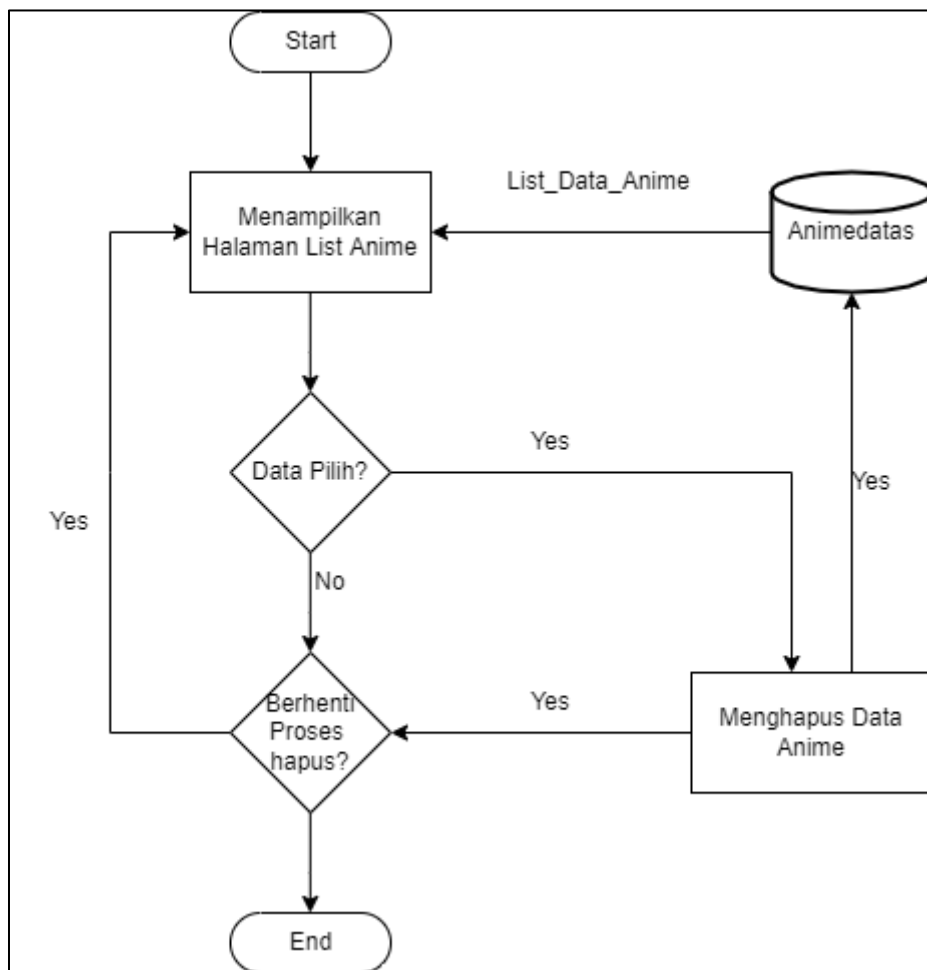 Start
List_Data_Anime
Menampilkan
Halaman List Anime
Animedatas
Data Pilih?
Yes
Yes
Yes
No
Berhenti
Proses
hapus?
Yes
Menghapus Data
Anime
End